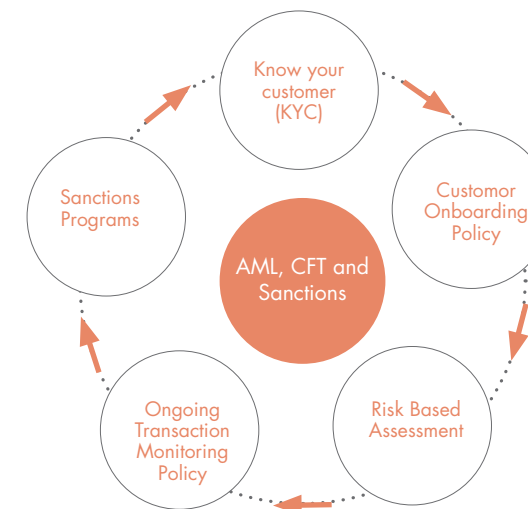 Know your
customer
(KYC)
Customor
Onboarding
Policy
Risk Based
Assessment
Ongoing
Transaction
Monitoring
Policy
Sanctions
Programs
AML, CFT and
Sanctions